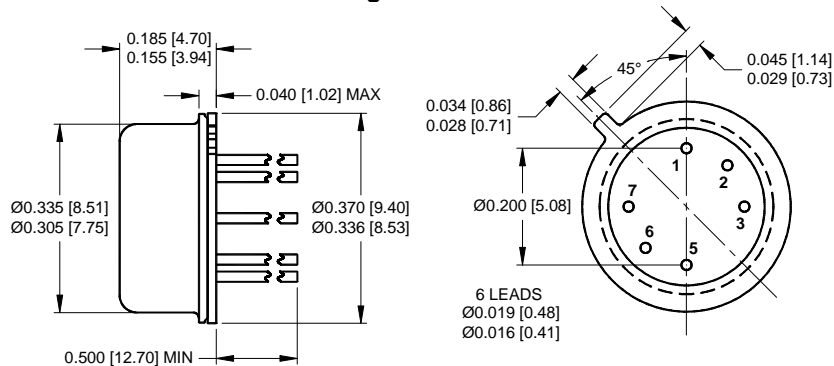 0.185 [4.70]
0.155 [3.94]
0.040 [1.02] MAX
Ø0.335 [8.51]
Ø0.305 [7.75]
Ø0.370 [9.40]
Ø0.336 [8.53]
0.500 [12.70] MIN
45°
0.045 [1.14]
0.029 [0.73]
0.034 [0.86]
0.028 [0.71]
Ø0.200 [5.08]
1
2
3
5
6
7
6 LEADS
Ø0.019 [0.48]
Ø0.016 [0.41]